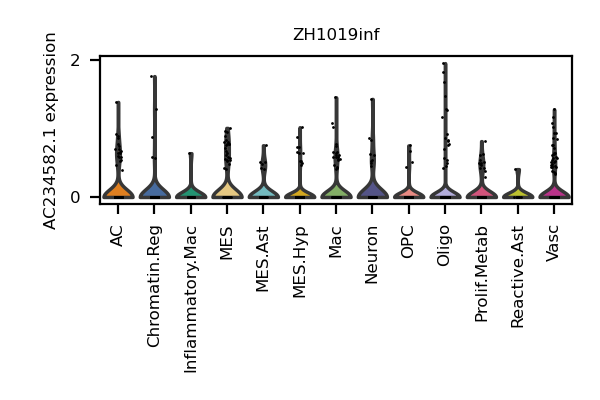 ZH1019inf
AC234582.1 expression
2
0
AC
Chromatin.Reg
Inflammatory.Mac
MES
MES.Ast
MES.Hyp
Mac
Neuron
OPC
Oligo
Prolif.Metab
Reactive.Ast
Vasc